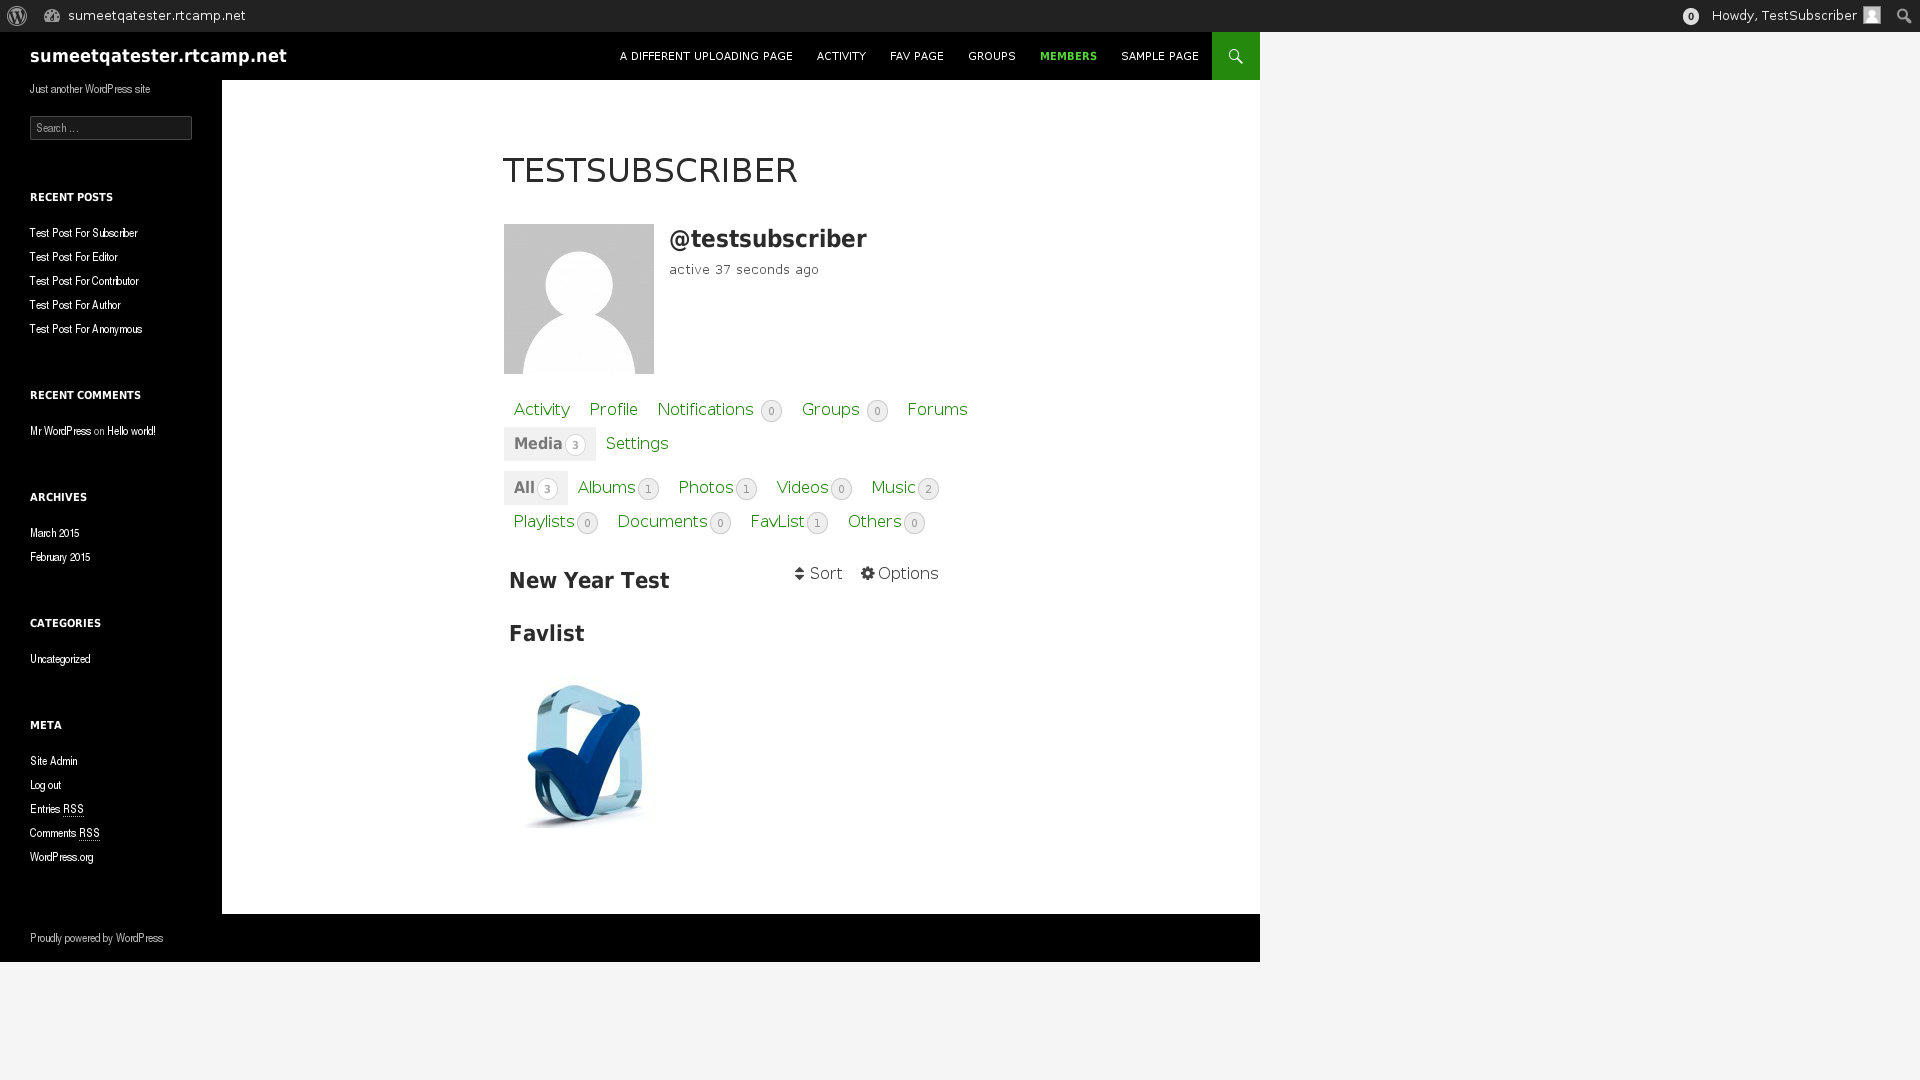 sumeetqatester.rtcamp.net
0
Howdy, TestSubscriber
sumeetqatester.rtcamp.net
A DIFFERENT UPLOADING PAGE
ACTIVITY
FAV PAGE
GROUPS
MEMBERS
SAMPLE PAGE
Just another WordPress site
Search …
RECENT POSTS
Test Post For Subscriber
Test Post For Editor
Test Post For Contributor
Test Post For Author
Test Post For Anonymous
RECENT COMMENTS
Mr WordPress on Hello world!
ARCHIVES
March 2015
February 2015
CATEGORIES
Uncategorized
META
Site Admin
Log out
Entries RSS
Comments RSS
WordPress.org
TESTSUBSCRIBER
@testsubscriber
active 37 seconds ago
Activity Profile Notifications 0 Groups 0 Forums
Media 3 Settings
All 3 Albums 1 Photos 1 Videos 0 Music 2
Playlists 0 Documents 0 FavList 1 Others 0
New Year Test
Sort Options
Favlist
Proudly powered by WordPress